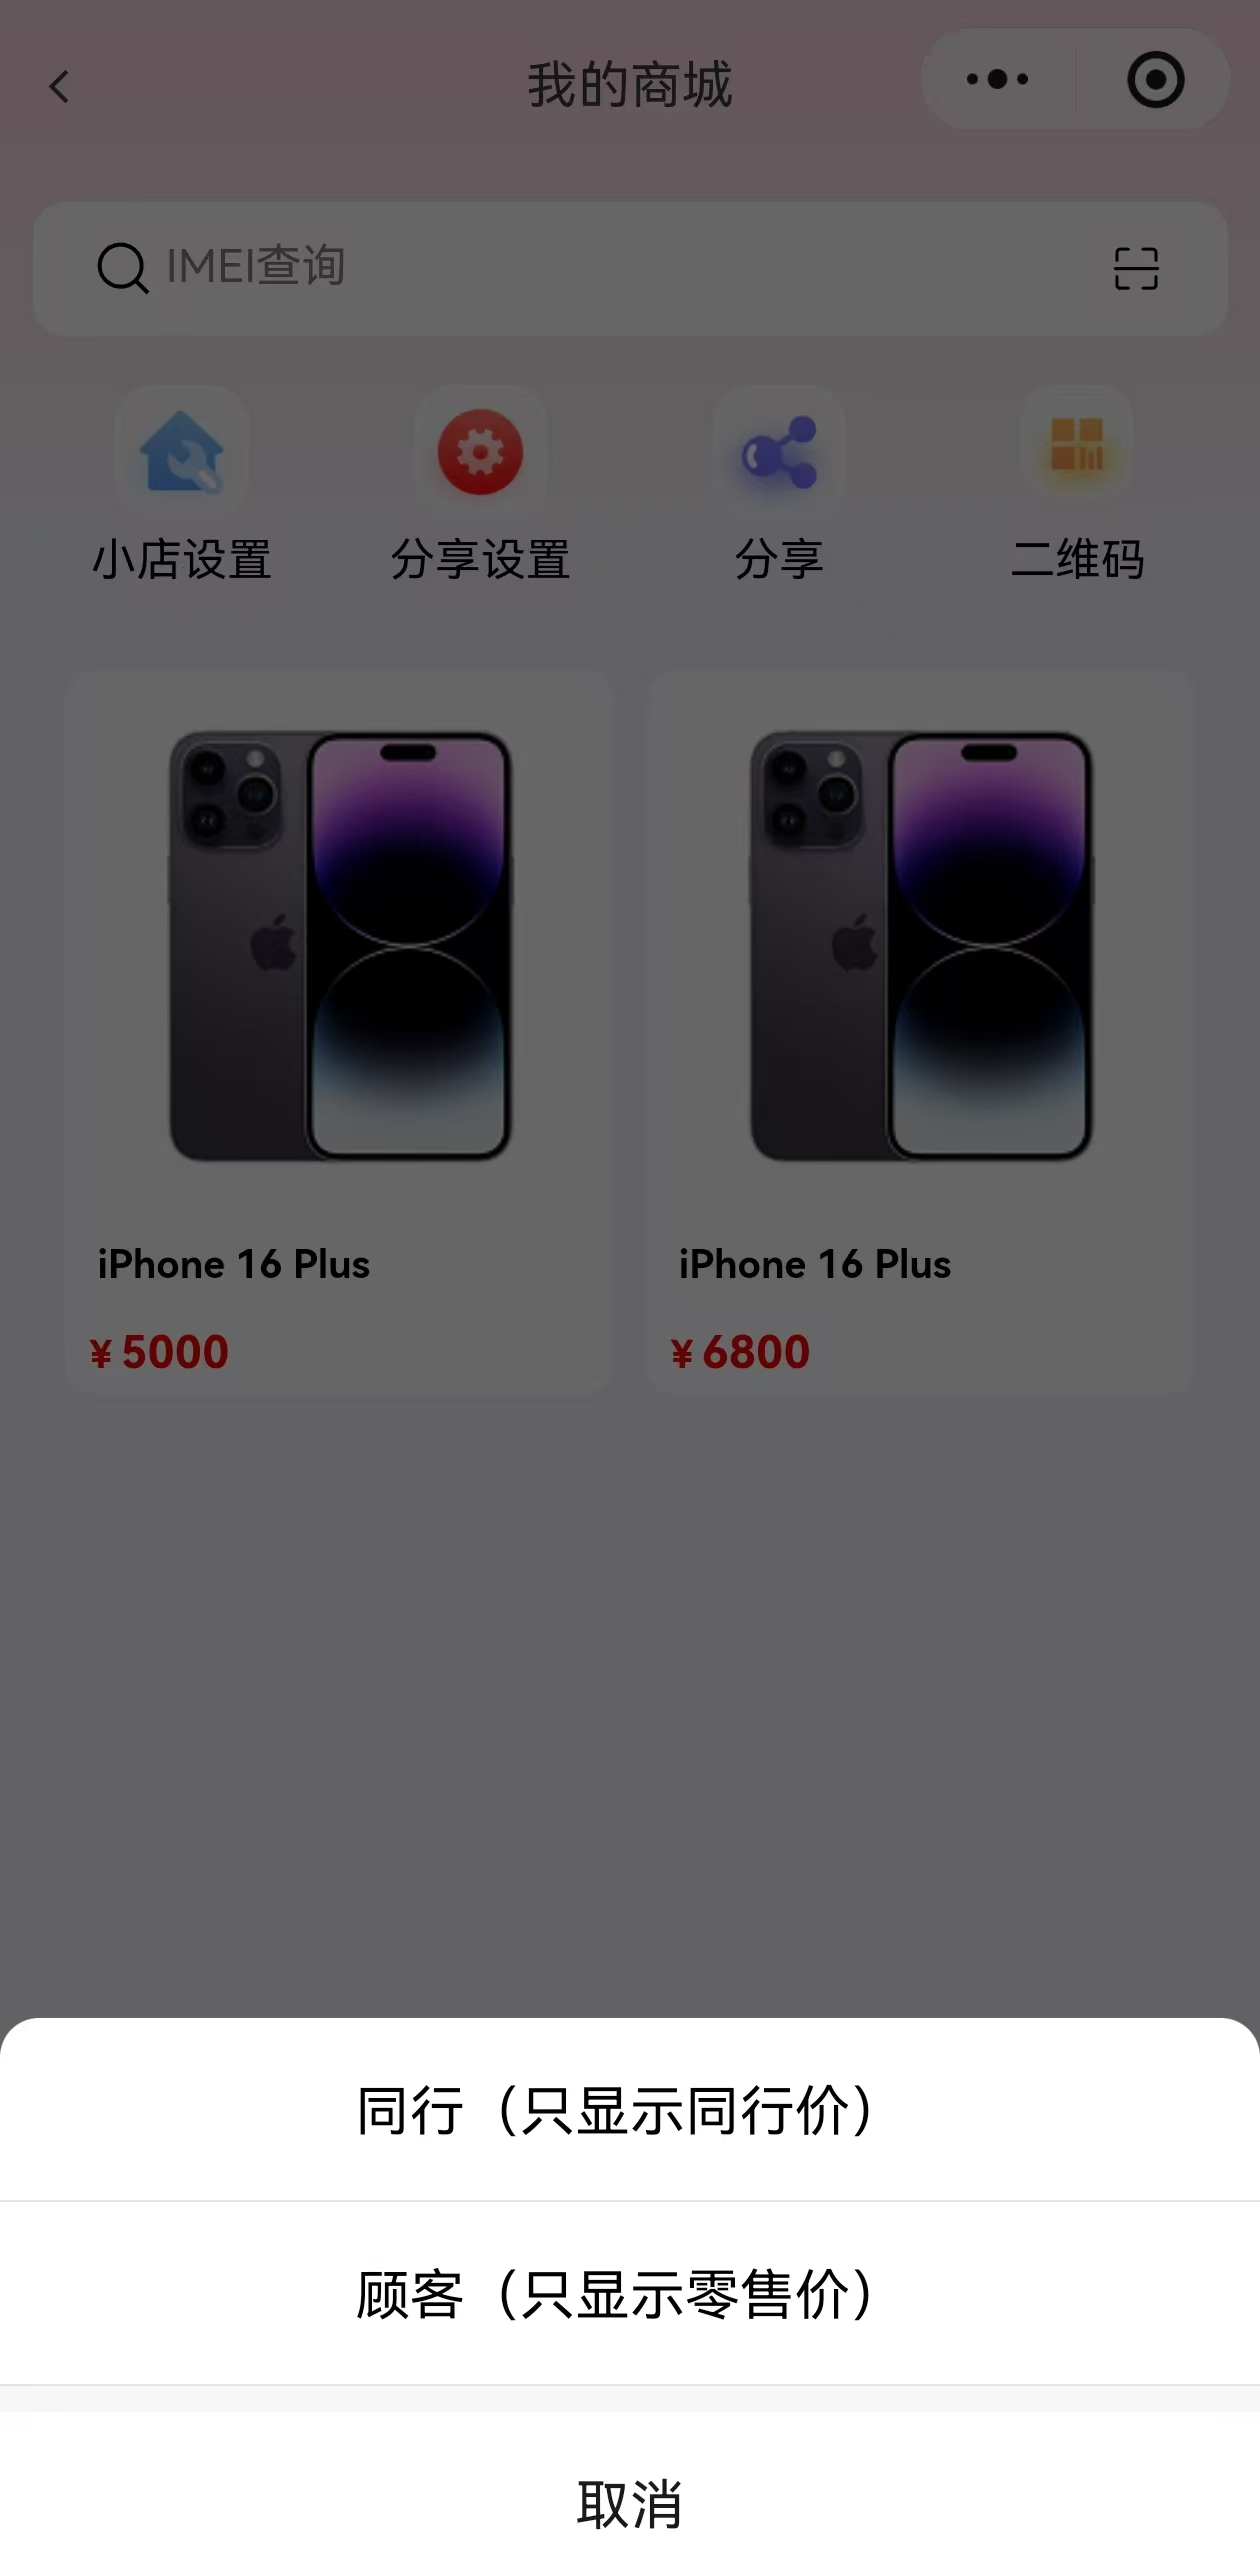 我的商城
IMEI查询
小店设置 分享设置 分享 二维码
iPhone 16 Plus iPhone 16 Plus
¥5000 ¥6800
同行（只显示同行价）
顾客（只显示零售价）
取消